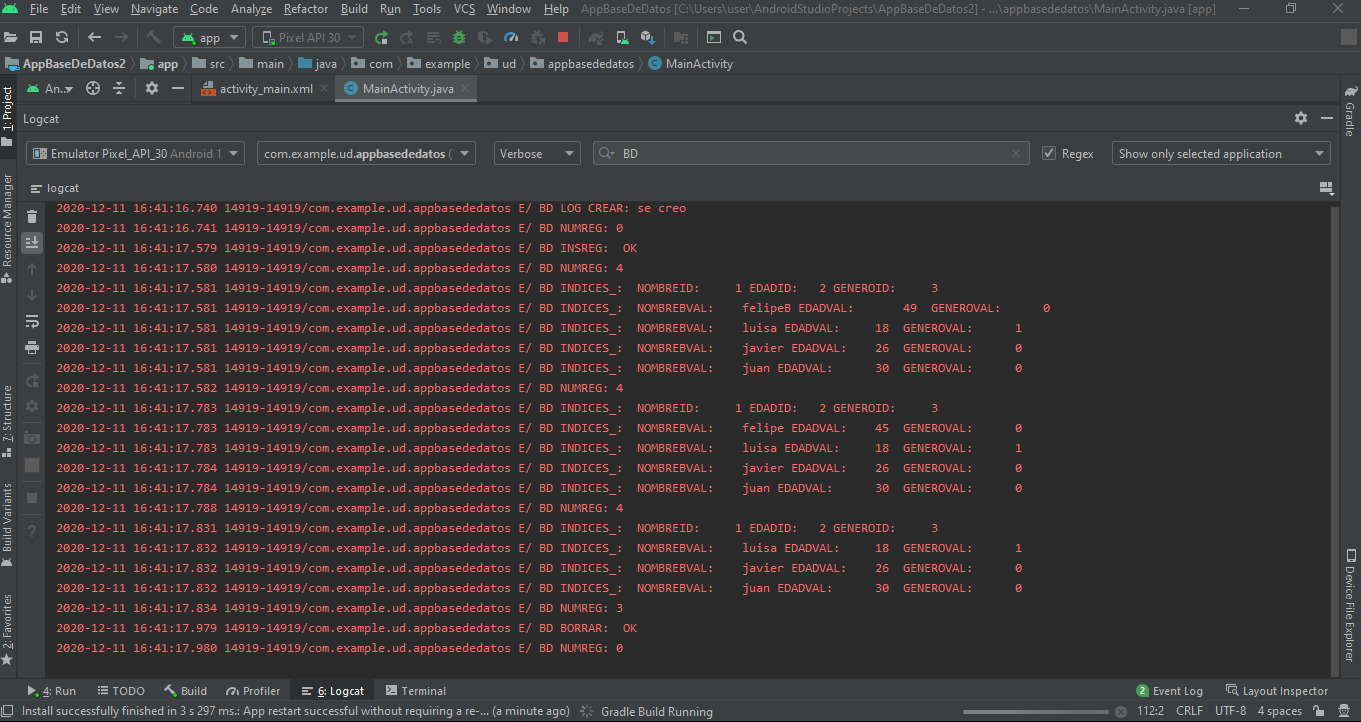 File Edit View Navigate Code Analyze Refactor Build Run Tools VCS Window Help AppBaseDeDatos [C:\Users\user\AndroidStudioProjects\AppBaseDeDatos2] - ...\appbasededatos\MainActivity.java [app]
app Pixel API 30
AppBaseDeDatos2 app src main java com example ud appbasededatos MainActivity
An.. activity_main.xml MainActivity.java
Logcat
Emulator Pixel_API_30 Android 1 com.example.ud.appbasededatos ( Verbose BD Regex Show only selected application
logcat
2020-12-11 16:41:16.740 14919-14919/com.example.ud.appbasededatos E/ BD LOG CREAR: se creo
2020-12-11 16:41:16.741 14919-14919/com.example.ud.appbasededatos E/ BD NUMREG: 0
2020-12-11 16:41:17.579 14919-14919/com.example.ud.appbasededatos E/ BD INSREG: OK
2020-12-11 16:41:17.580 14919-14919/com.example.ud.appbasededatos E/ BD NUMREG: 4
2020-12-11 16:41:17.581 14919-14919/com.example.ud.appbasededatos E/ BD INDICES_: NOMBREID: 1 EDADID: 2 GENEROID: 3
2020-12-11 16:41:17.581 14919-14919/com.example.ud.appbasededatos E/ BD INDICES_: NOMBREBVAL: felipeB EDADVAL: 49 GENEROVAL: 0
2020-12-11 16:41:17.581 14919-14919/com.example.ud.appbasededatos E/ BD INDICES_: NOMBREBVAL: luisa EDADVAL: 18 GENEROVAL: 1
2020-12-11 16:41:17.581 14919-14919/com.example.ud.appbasededatos E/ BD INDICES_: NOMBREBVAL: javier EDADVAL: 26 GENEROVAL: 0
2020-12-11 16:41:17.581 14919-14919/com.example.ud.appbasededatos E/ BD INDICES_: NOMBREBVAL: juan EDADVAL: 30 GENEROVAL: 0
2020-12-11 16:41:17.582 14919-14919/com.example.ud.appbasededatos E/ BD NUMREG: 4
2020-12-11 16:41:17.783 14919-14919/com.example.ud.appbasededatos E/ BD INDICES_: NOMBREID: 1 EDADID: 2 GENEROID: 3
2020-12-11 16:41:17.783 14919-14919/com.example.ud.appbasededatos E/ BD INDICES_: NOMBREBVAL: felipe EDADVAL: 45 GENEROVAL: 0
2020-12-11 16:41:17.783 14919-14919/com.example.ud.appbasededatos E/ BD INDICES_: NOMBREBVAL: luisa EDADVAL: 18 GENEROVAL: 1
2020-12-11 16:41:17.784 14919-14919/com.example.ud.appbasededatos E/ BD INDICES_: NOMBREBVAL: javier EDADVAL: 26 GENEROVAL: 0
2020-12-11 16:41:17.784 14919-14919/com.example.ud.appbasededatos E/ BD INDICES_: NOMBREBVAL: juan EDADVAL: 30 GENEROVAL: 0
2020-12-11 16:41:17.788 14919-14919/com.example.ud.appbasededatos E/ BD NUMREG: 4
2020-12-11 16:41:17.831 14919-14919/com.example.ud.appbasededatos E/ BD INDICES_: NOMBREID: 1 EDADID: 2 GENEROID: 3
2020-12-11 16:41:17.832 14919-14919/com.example.ud.appbasededatos E/ BD INDICES_: NOMBREBVAL: luisa EDADVAL: 18 GENEROVAL: 1
2020-12-11 16:41:17.832 14919-14919/com.example.ud.appbasededatos E/ BD INDICES_: NOMBREBVAL: javier EDADVAL: 26 GENEROVAL: 0
2020-12-11 16:41:17.832 14919-14919/com.example.ud.appbasededatos E/ BD INDICES_: NOMBREBVAL: juan EDADVAL: 30 GENEROVAL: 0
2020-12-11 16:41:17.834 14919-14919/com.example.ud.appbasededatos E/ BD NUMREG: 3
2020-12-11 16:41:17.979 14919-14919/com.example.ud.appbasededatos E/ BD BORRAR: OK
2020-12-11 16:41:17.980 14919-14919/com.example.ud.appbasededatos E/ BD NUMREG: 0
1: Project
Resource Manager
7: Structure
Build Variants
2: Favorites
Gradle
Device File Explorer
4: Run TODO Build Profiler 6: Logcat Terminal 2 Event Log Layout Inspector
Install successfully finished in 3 s 297 ms.: App restart successful without requiring a re-... (a minute ago) Gradle Build Running 112:2 CRLF UTF-8 4 spaces